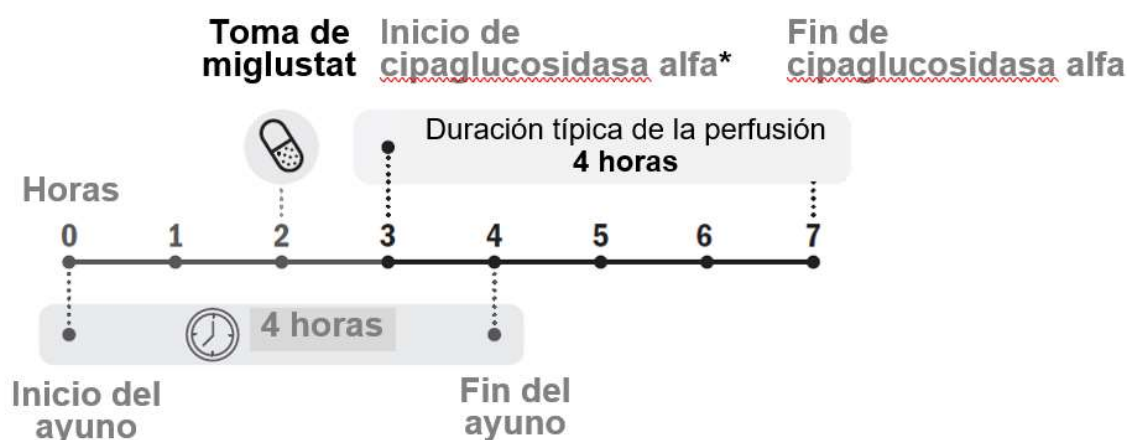 Toma de
miglustat
Inicio de
cipaglucosidasa alfa*
Fin de
cipaglucosidasa alfa
Duración típica de la perfusión
4 horas
Horas
0 1 2 3 4 5 6 7
4 horas
Inicio del
ayuno
Fin del
ayuno